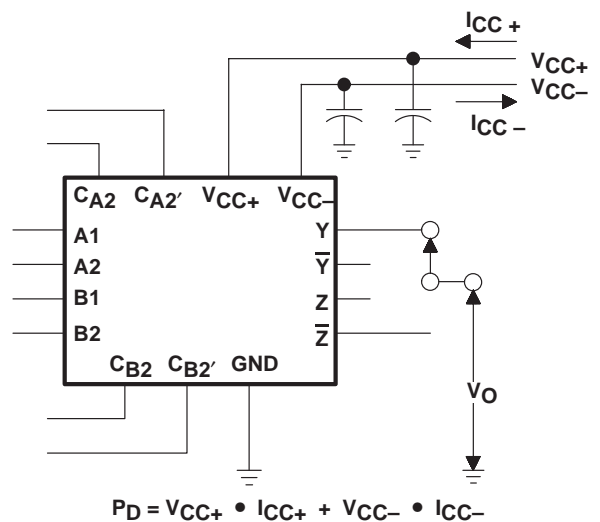 ICC +
VCC+
VCC–
ICC –
CA2 CA2′ VCC+ VCC–
A1 Y
A2 Y̅
B1 Z
B2 Z̅
CB2 CB2′ GND
VO
PD = VCC+ • ICC+ + VCC– • ICC–